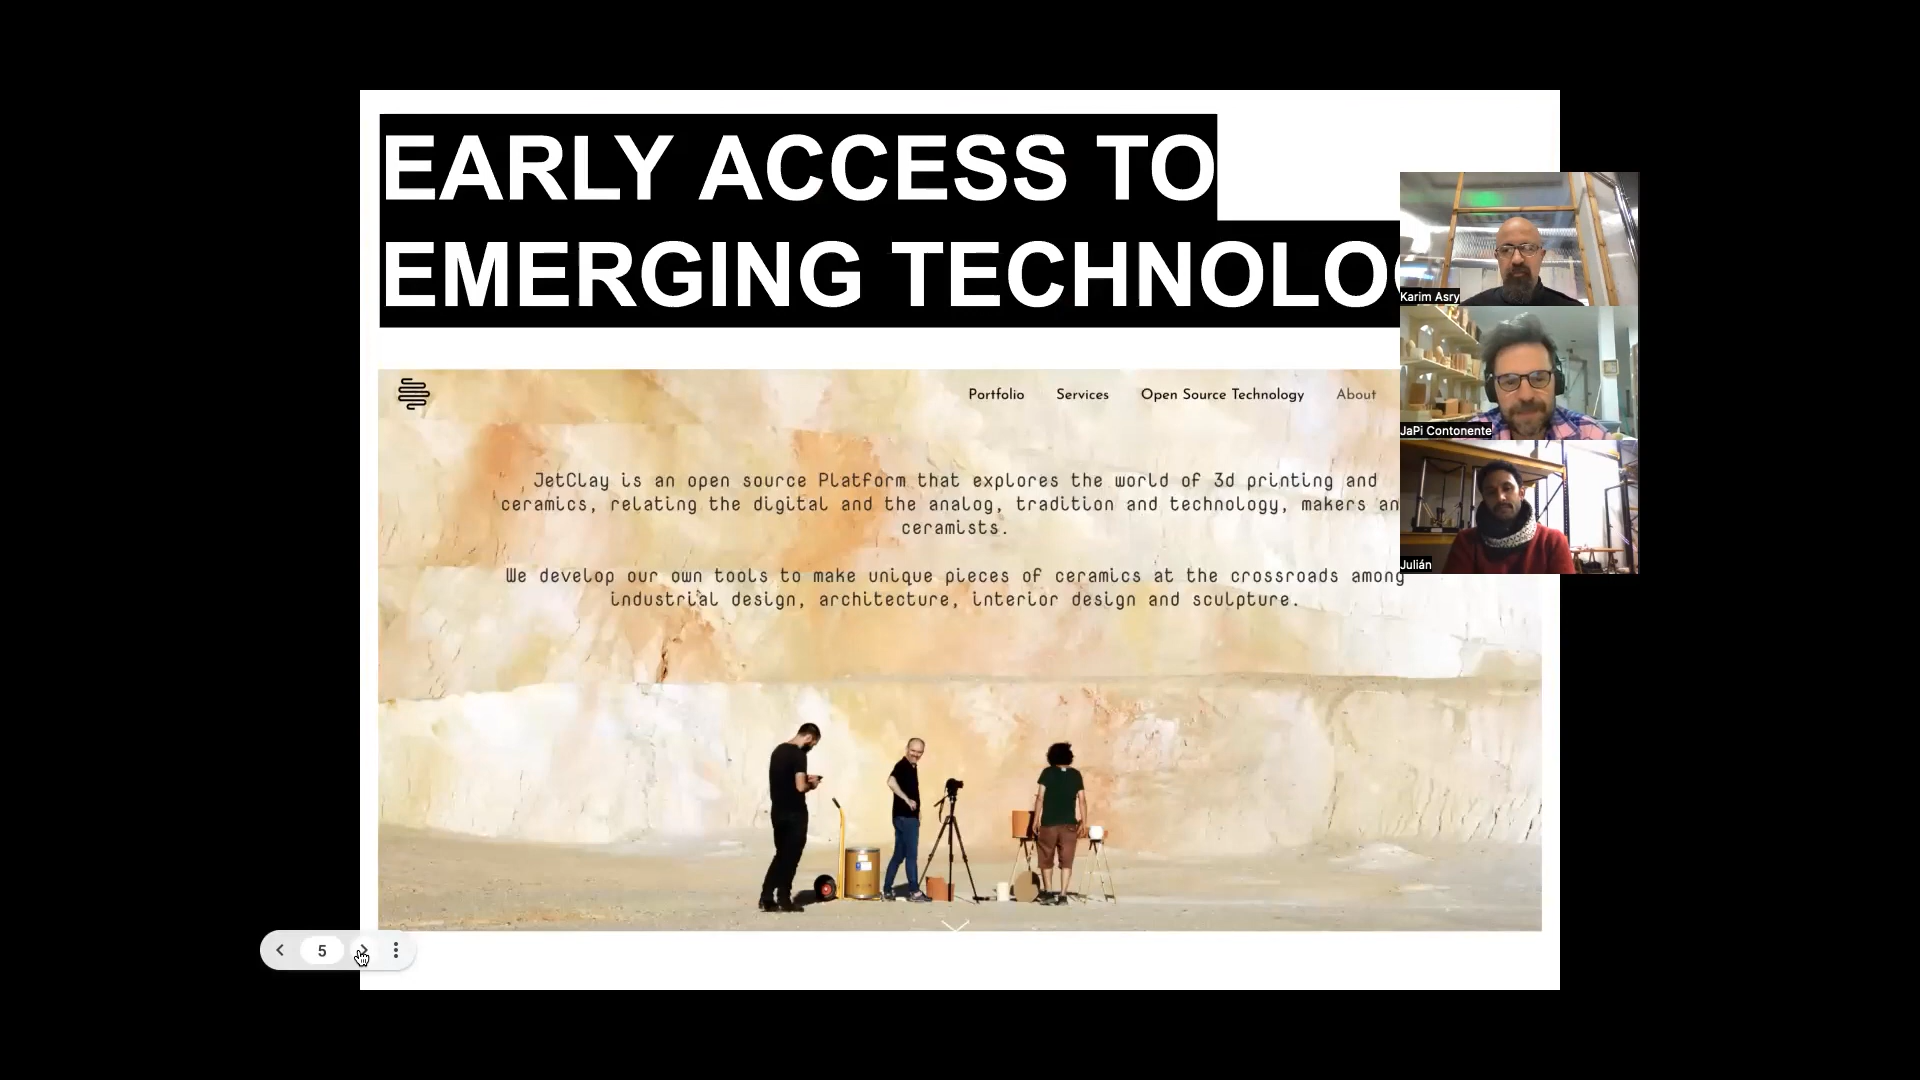 EARLY ACCESS TO
EMERGING TECHNOLO
Karim Asry
JaPi Contonente
Julián
Portfolio Services Open Source Technology About
JetClay is an open source Platform that explores the world of 3d printing and
ceramics, relating the digital and the analog, tradition and technology, makers an
ceramists.
We develop our own tools to make unique pieces of ceramics at the crossroads among
industrial design, architecture, interior design and sculpture.
5